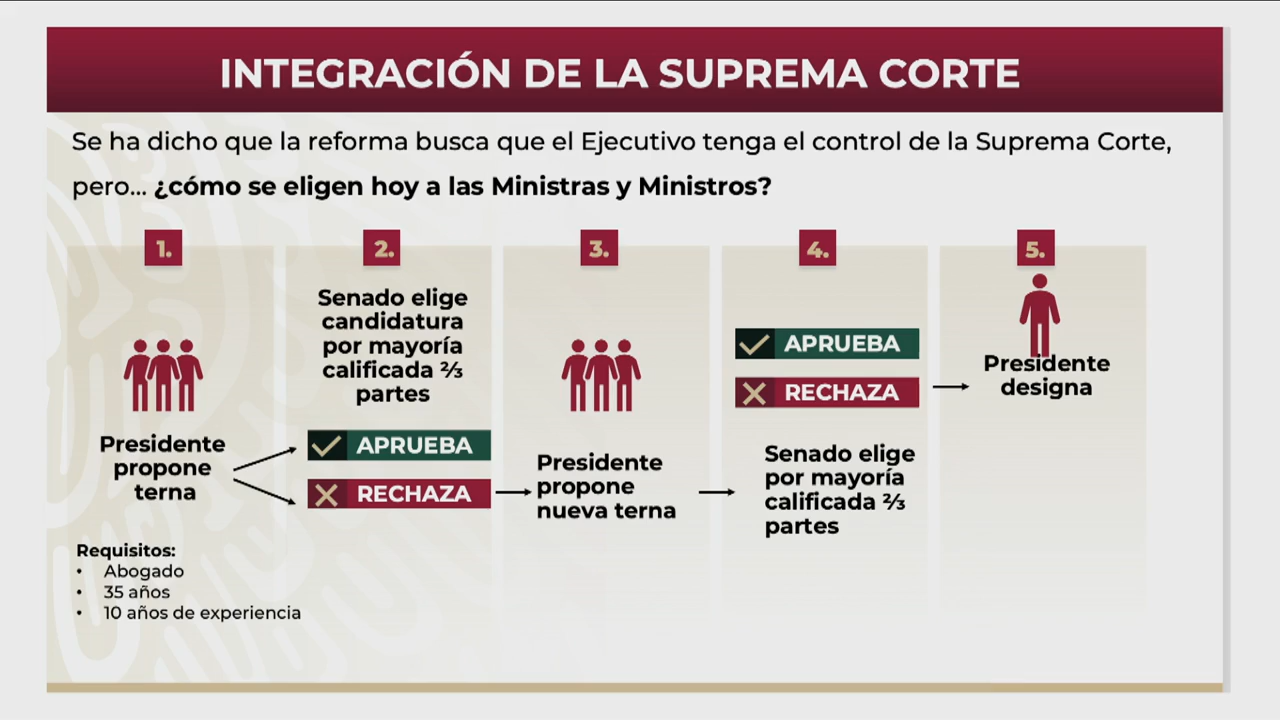 INTEGRACIÓN DE LA SUPREMA CORTE
Se ha dicho que la reforma busca que el Ejecutivo tenga el control de la Suprema Corte,
pero... ¿cómo se eligen hoy a las Ministras y Ministros?
1.
Presidente
propone
terna
Requisitos:
• Abogado
• 35 años
• 10 años de experiencia
2.
Senado elige
candidatura
por mayoría
calificada ⅔
partes
APRUEBA
RECHAZA
3.
Presidente
propone
nueva terna
4.
APRUEBA
RECHAZA
Senado elige
por mayoría
calificada ⅔
partes
5.
Presidente
designa